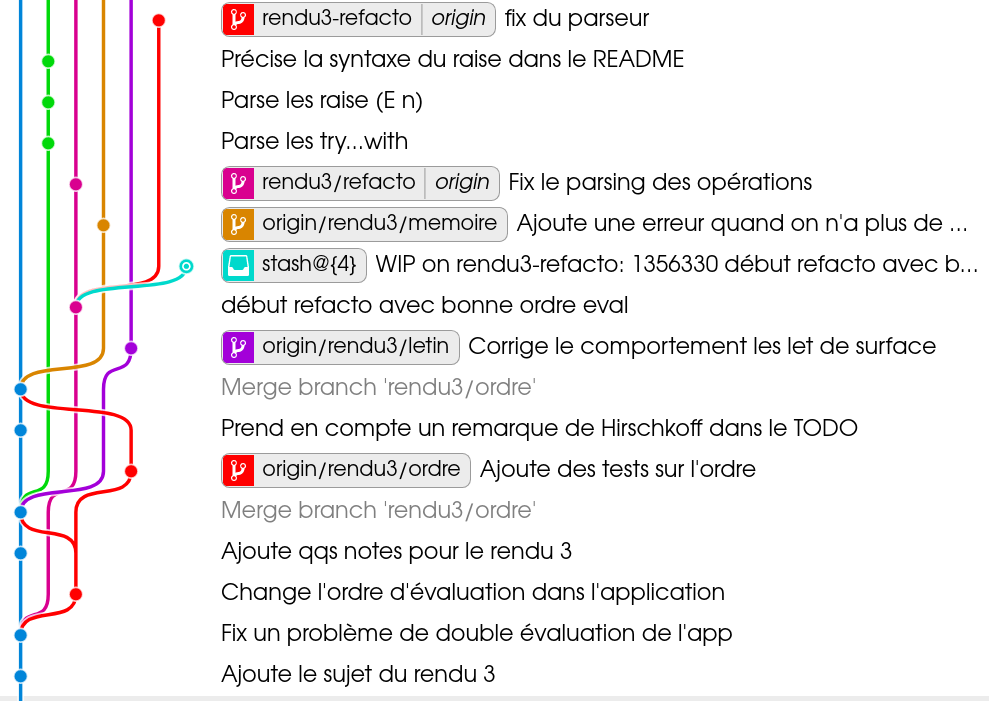 rendu3-refacto origin fix du parseur
Précise la syntaxe du raise dans le README
Parse les raise (E n)
Parse les try...with
rendu3/refacto origin Fix le parsing des opérations
origin/rendu3/memoire Ajoute une erreur quand on n'a plus de ...
stash@{4} WIP on rendu3-refacto: 1356330 début refacto avec b...
début refacto avec bonne ordre eval
origin/rendu3/letin Corrige le comportement les let de surface
Merge branch 'rendu3/ordre'
Prend en compte un remarque de Hirschkoff dans le TODO
origin/rendu3/ordre Ajoute des tests sur l'ordre
Merge branch 'rendu3/ordre'
Ajoute qqs notes pour le rendu 3
Change l'ordre d'évaluation dans l'application
Fix un problème de double évaluation de l'app
Ajoute le sujet du rendu 3